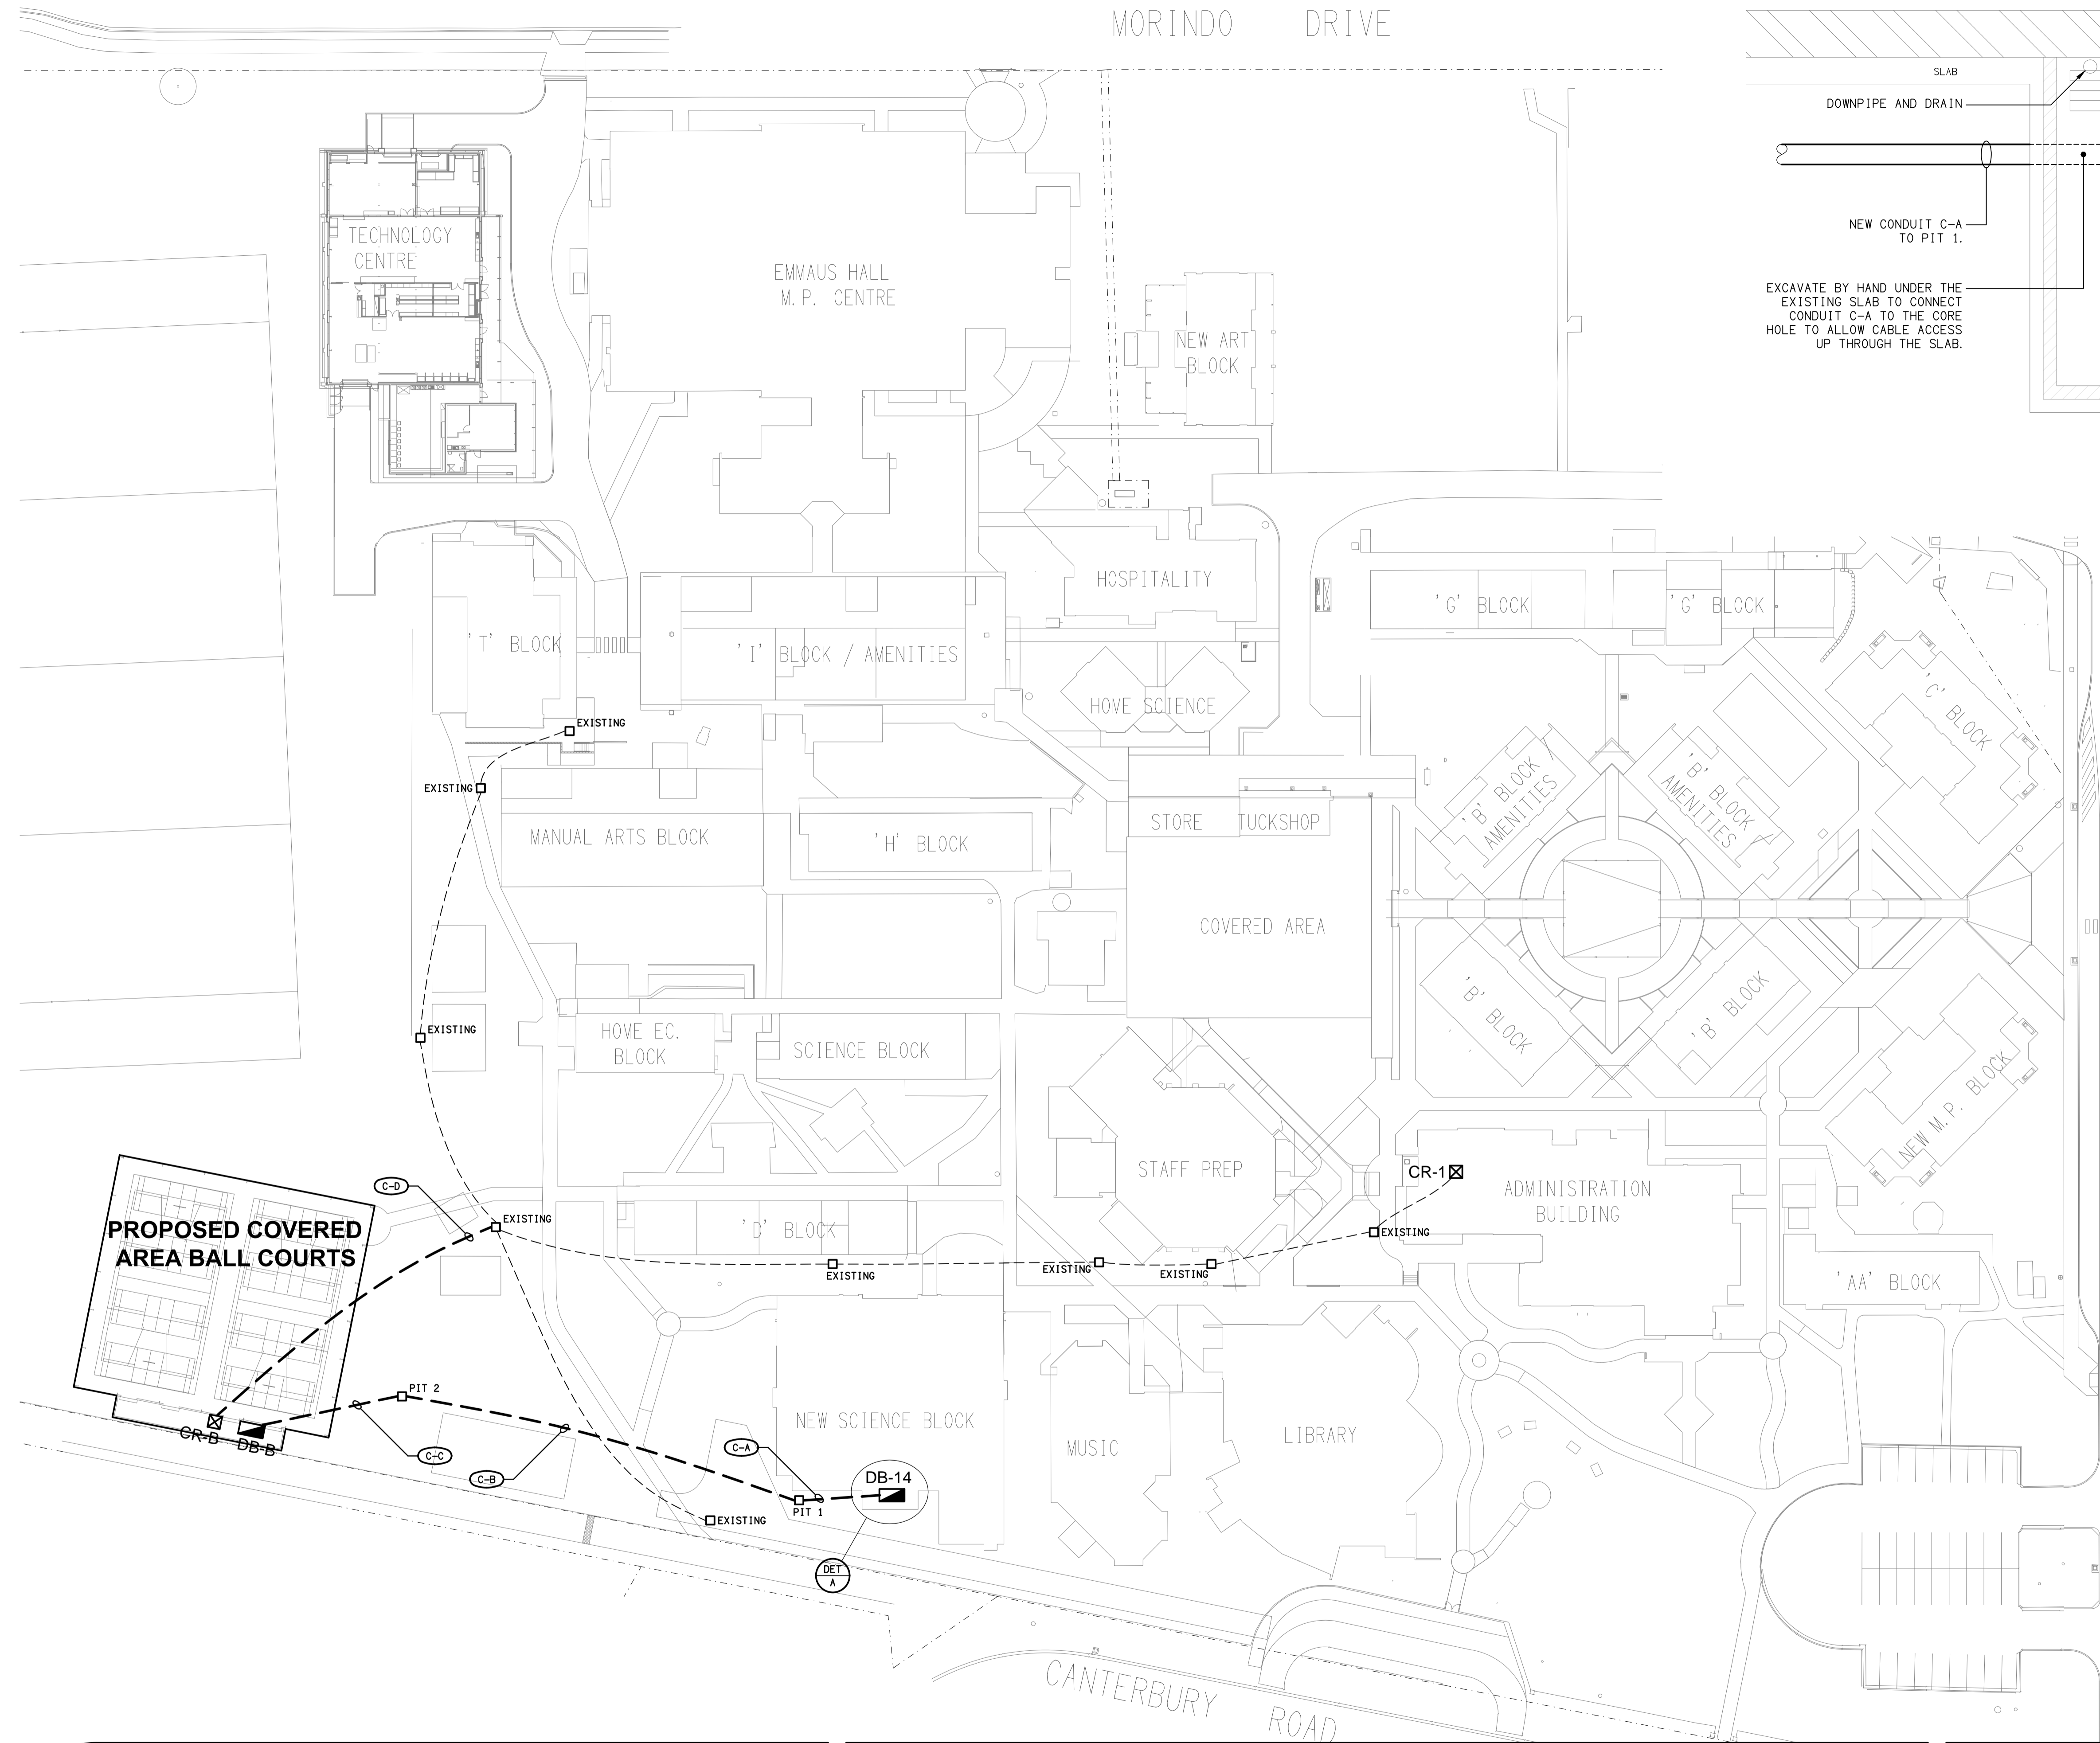 MORINDO DRIVE
SLAB
DOWNPIPE AND DRAIN
NEW CONDUIT C-A
TO PIT 1.
EXCAVATE BY HAND UNDER THE
EXISTING SLAB TO CONNECT
CONDUIT C-A TO THE CORE
HOLE TO ALLOW CABLE ACCESS
UP THROUGH THE SLAB.
TECHNOLOGY
CENTRE
EMMAUS HALL
M.P. CENTRE
NEW ART
BLOCK
HOSPITALITY
'G' BLOCK
'G' BLOCK
'T' BLOCK
'I' BLOCK / AMENITIES
HOME SCIENCE
'C' BLOCK
EXISTING
EXISTING
MANUAL ARTS BLOCK
'H' BLOCK
STORE
TUCKSHOP
'B' BLOCK /
AMENITIES
'B' BLOCK /
AMENITIES
COVERED AREA
'B' BLOCK
'B' BLOCK
EXISTING
HOME EC.
BLOCK
SCIENCE BLOCK
NEW M.P. BLOCK
STAFF PREP
CR-1
ADMINISTRATION
BUILDING
C-D
PROPOSED COVERED
AREA BALL COURTS
EXISTING
'D' BLOCK
EXISTING
EXISTING
EXISTING
EXISTING
'AA' BLOCK
PIT 2
CR-B
DB-B
C-C
C-B
NEW SCIENCE BLOCK
C-A
DB-14
PIT 1
EXISTING
MUSIC
LIBRARY
DET
A
CANTERBURY ROAD